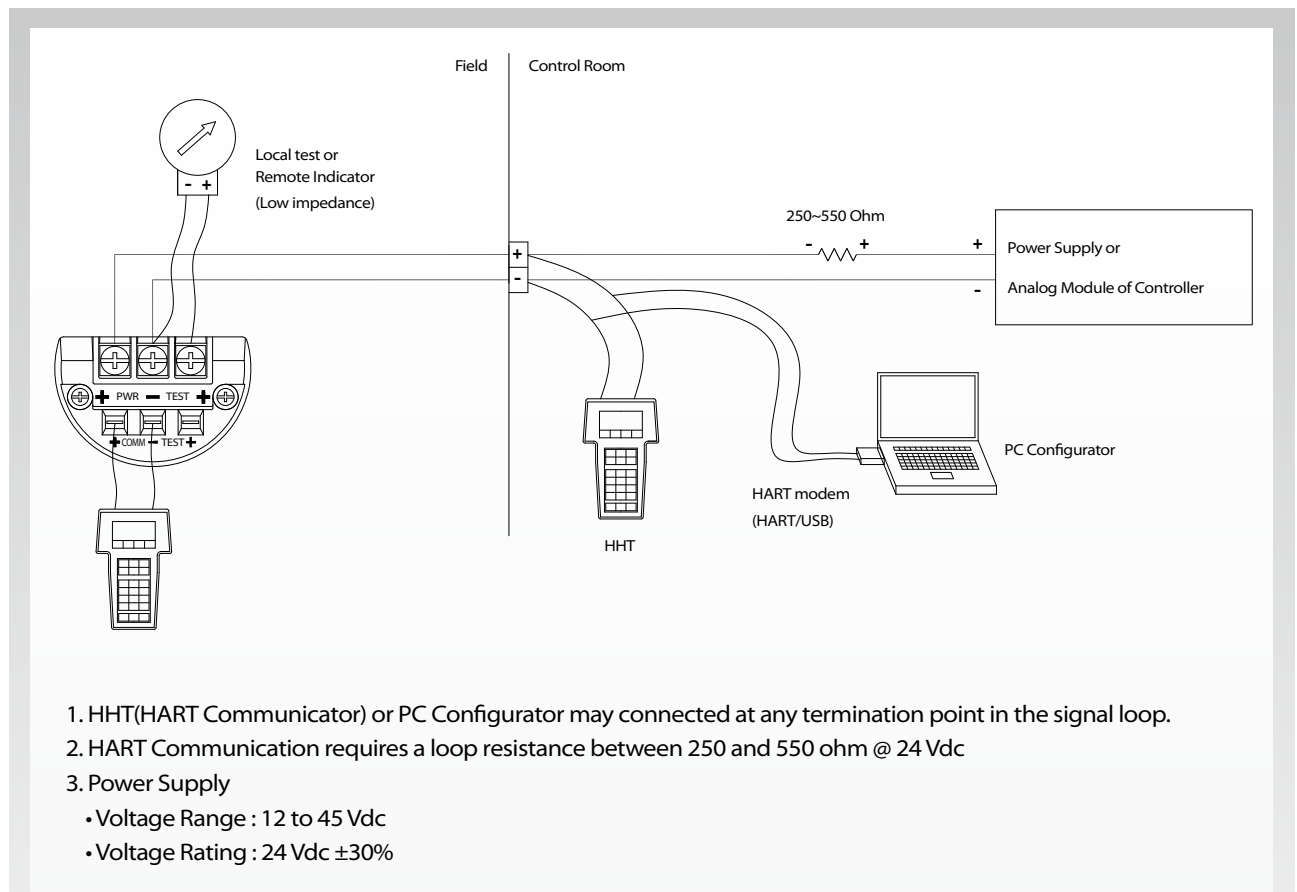 Field
Control Room
Local test or
Remote Indicator
(Low impedance)
- +
250~550 Ohm
- +
+
-
+
-
Power Supply or
Analog Module of Controller
+ PWR − TEST +
+ COMM − TEST +
PC Configurator
HART modem
(HART/USB)
HHT
1. HHT(HART Communicator) or PC Configurator may connected at any termination point in the signal loop.
2. HART Communication requires a loop resistance between 250 and 550 ohm @ 24 Vdc
3. Power Supply
• Voltage Range : 12 to 45 Vdc
• Voltage Rating : 24 Vdc ±30%